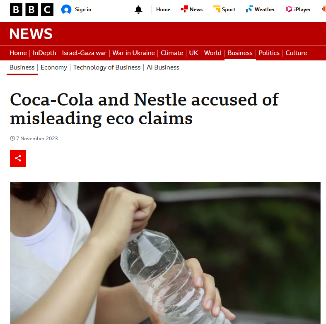 BBC Sign in Home News Sport Weather iPlayer
NEWS
Home | InDepth | Israel-Gaza war | War in Ukraine | Climate | UK | World | Business | Politics | Culture
Business | Economy | Technology of Business | AI Business
Coca-Cola and Nestle accused of
misleading eco claims
7 November 2023